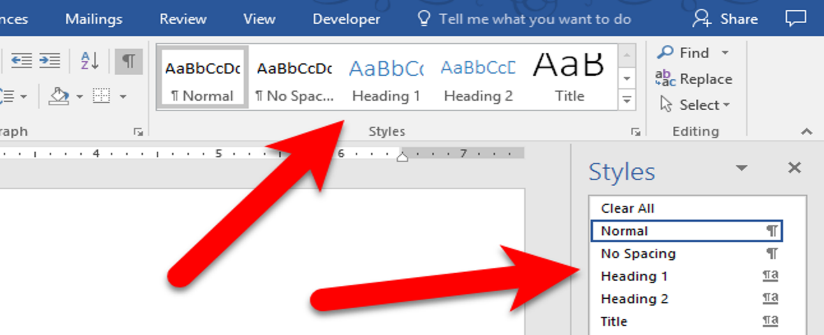 nces Mailings Review View Developer Tell me what you want to do Share
AaBbCcDc AaBbCcDc AaBbCc AaBbCcD AaB Find
¶ Normal ¶ No Spac... Heading 1 Heading 2 Title Replace
Select
raph Styles Editing
4 5 6 7
Styles
Clear All
Normal ¶
No Spacing ¶
Heading 1 ¶a
Heading 2 ¶a
Title ¶a